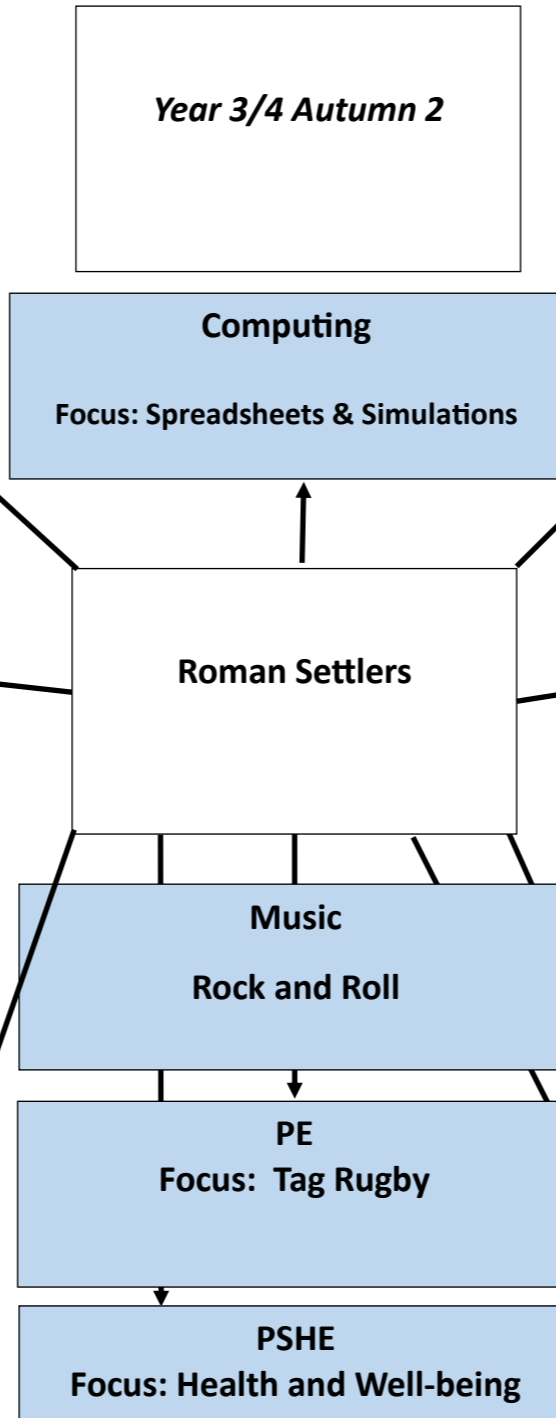 Year 3/4 Autumn 2
Computing
Focus: Spreadsheets & Simulations
Roman Settlers
Music
Rock and Roll
PE
Focus: Tag Rugby
PSHE
Focus: Health and Well-being